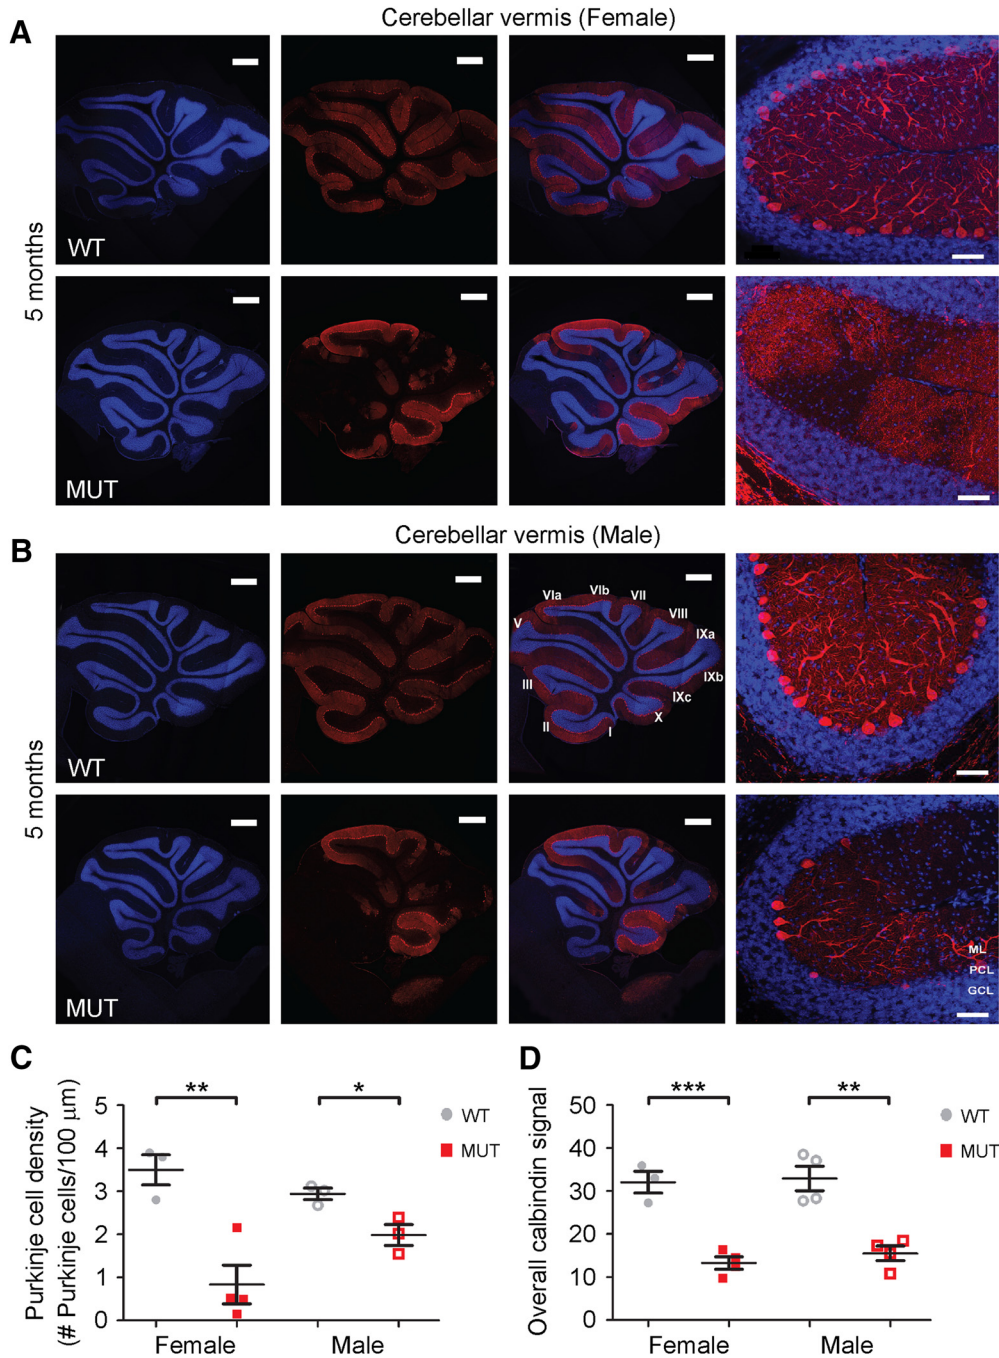 A
Cerebellar vermis (Female)
5 months
WT
MUT
B
Cerebellar vermis (Male)
5 months
WT
VIa
VIb
VII
VIII
V
IXa
III
IXb
IXc
II
I
X
MUT
ML
PCL
GCL
C
Purkinje cell density
(# Purkinje cells/100 μm)
5
4
3
2
1
0
**
*
WT
MUT
Female
Male
D
Overall calbindin signal
50
40
30
20
10
0
***
**
WT
MUT
Female
Male